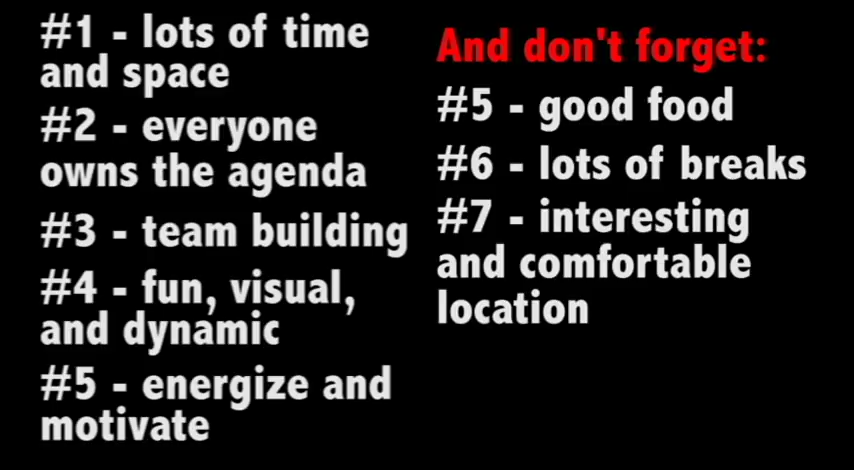 #1 - lots of time
and space
#2 - everyone
owns the agenda
#3 - team building
#4 - fun, visual,
and dynamic
#5 - energize and
motivate
And don't forget:
#5 - good food
#6 - lots of breaks
#7 - interesting
and comfortable
location